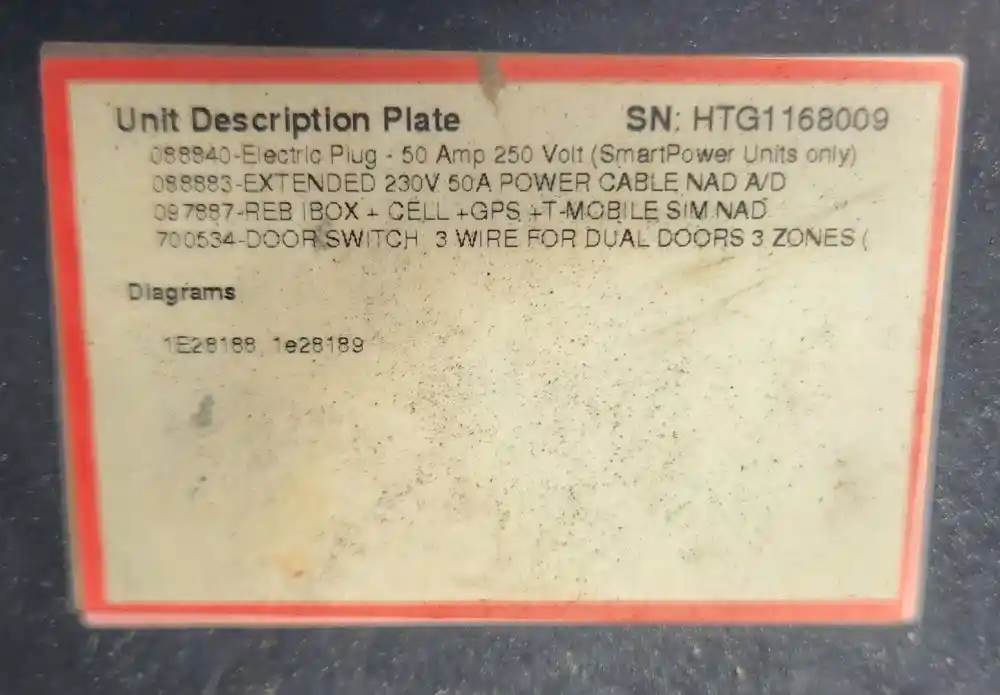 Unit Description Plate SN: HTG1168009
088840-Electric Plug - 50 Amp 250 Volt (SmartPower Units only)
088883-EXTENDED 230V 50A POWER CABLE NAD A/D
097887-REB IBOX + CELL +GPS +T-MOBILE SIM NAD
700534-DOOR SWITCH, 3 WIRE FOR DUAL DOORS 3 ZONES (
Diagrams
1E28188, 1e28189